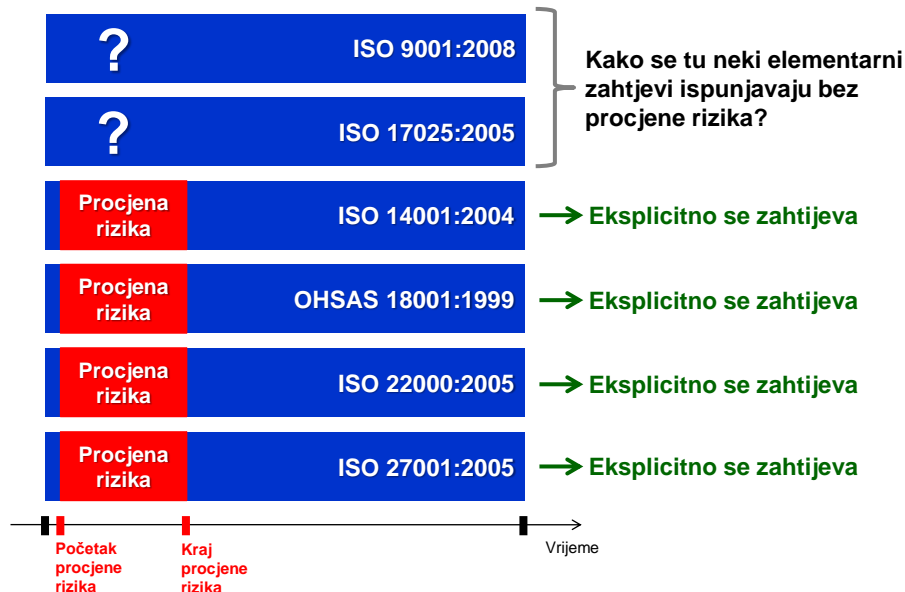 ?
ISO 9001:2008
Kako se tu neki elementarni
zahtjevi ispunjavaju bez
procjene rizika?
?
ISO 17025:2005
Procjena
rizika
ISO 14001:2004
Eksplicitno se zahtijeva
Procjena
rizika
OHSAS 18001:1999
Eksplicitno se zahtijeva
Procjena
rizika
ISO 22000:2005
Eksplicitno se zahtijeva
Procjena
rizika
ISO 27001:2005
Eksplicitno se zahtijeva
Početak
procjene
rizika
Kraj
procjene
rizika
Vrijeme